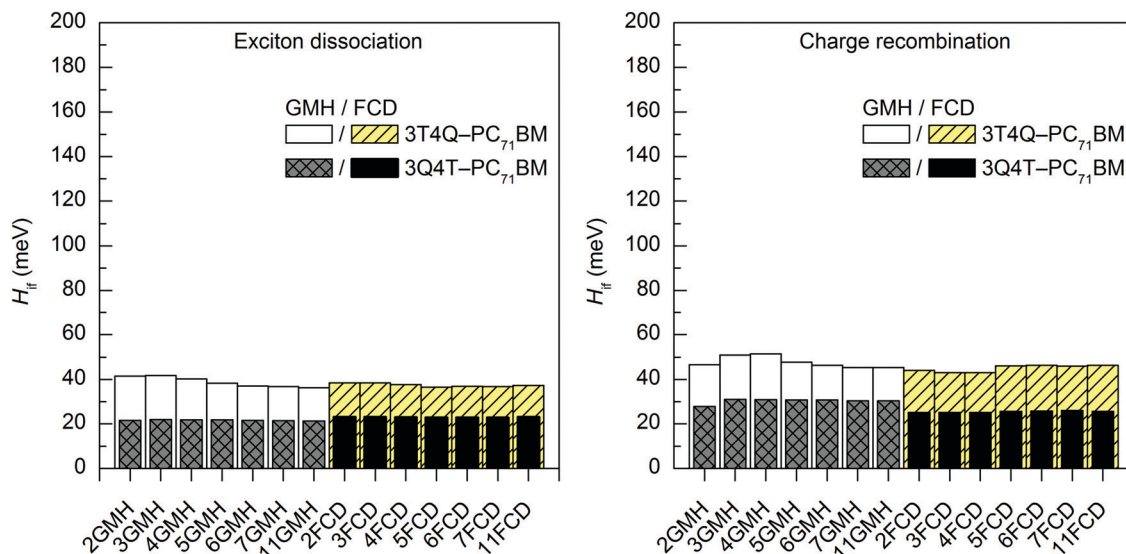 Exciton dissociation
GMH / FCD
/ 3T4Q–PC71BM
/ 3Q4T–PC71BM
Hif (meV)
200
180
160
140
120
100
80
60
40
20
0
2GMH
3GMH
4GMH
5GMH
6GMH
7GMH
11GMH
2FCD
3FCD
4FCD
5FCD
6FCD
7FCD
11FCD
Charge recombination
GMH / FCD
/ 3T4Q–PC71BM
/ 3Q4T–PC71BM
Hif (meV)
200
180
160
140
120
100
80
60
40
20
0
2GMH
3GMH
4GMH
5GMH
6GMH
7GMH
11GMH
2FCD
3FCD
4FCD
5FCD
6FCD
7FCD
11FCD